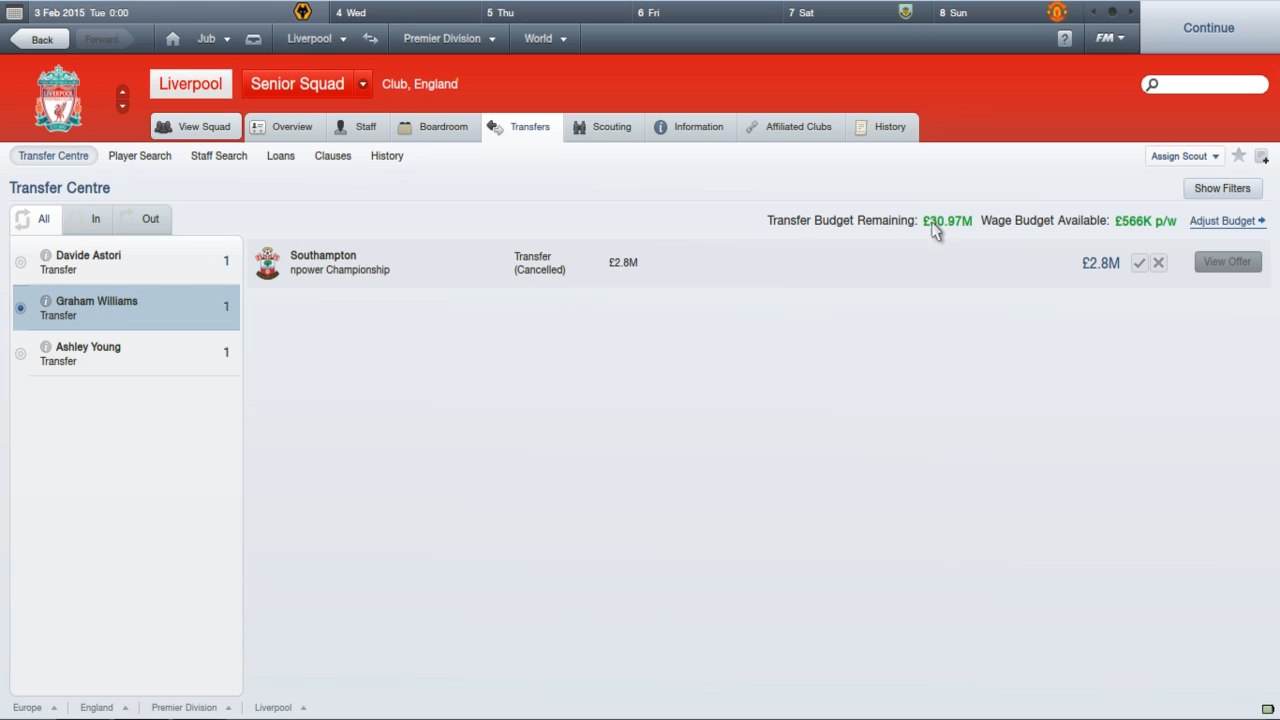 3 Feb 2015 Tue 0:00 4 Wed 5 Thu 6 Fri 7 Sat 8 Sun
Continue
Back Forward Job Liverpool Premier Division World ? FM
Liverpool Senior Squad Club, England
View Squad Overview Staff Boardroom Transfers Scouting Information Affiliated Clubs History
Transfer Centre Player Search Staff Search Loans Clauses History Assign Scout
Transfer Centre Show Filters
All In Out Transfer Budget Remaining: £30.97M Wage Budget Available: £566K p/w Adjust Budget
Davide Astori
Transfer
1
Southampton
npower Championship
Transfer
(Cancelled)
£2.8M
£2.8M
View Offer
Graham Williams
Transfer
1
Ashley Young
Transfer
1
Europe England Premier Division Liverpool